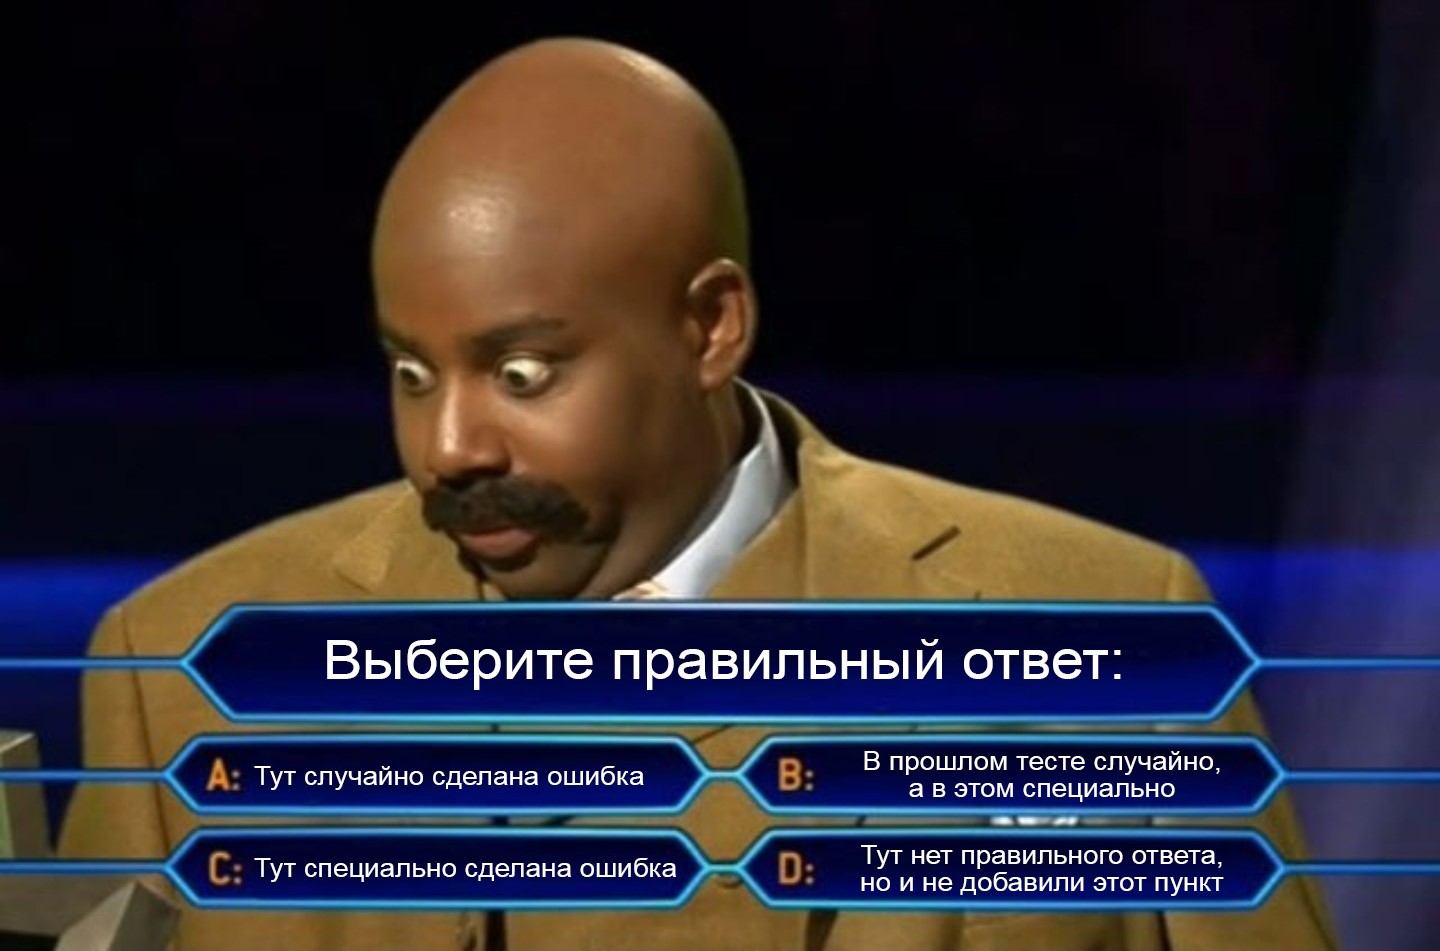 Выберите правильный ответ:
A: Тут случайно сделана ошибка
B: В прошлом тесте случайно,
а в этом специально
C: Тут специально сделана ошибка
D: Тут нет правильного ответа,
но и не добавили этот пункт